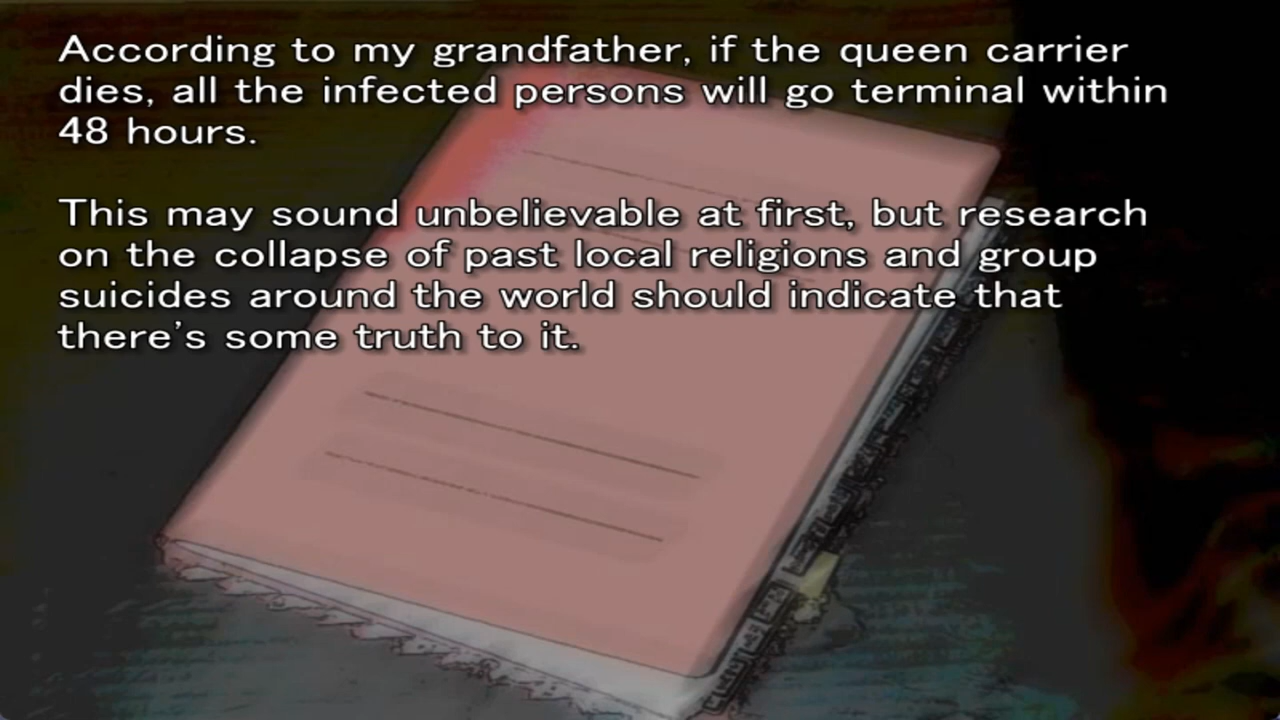 According to my grandfather, if the queen carrier
dies, all the infected persons will go terminal within
48 hours.
This may sound unbelievable at first, but research
on the collapse of past local religions and group
suicides around the world should indicate that
there's some truth to it.